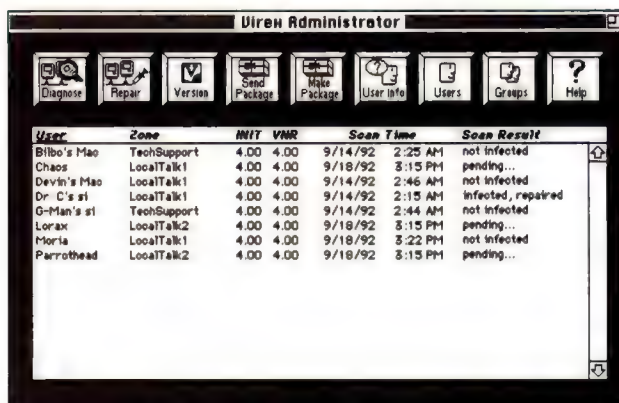 Virex Administrator
Diagnose Repair Version Send Package Make Package User Info Users Groups Help
User Zone INIT VNR Scan Time Scan Result
Bilbo's Mac TechSupport 4.00 4.00 9/14/92 2:25 AM not infected
Chaos LocalTalk1 4.00 4.00 9/18/92 3:15 PM pending...
Devin's Mac LocalTalk1 4.00 4.00 9/14/92 2:46 AM not infected
Dr C's si LocalTalk1 4.00 4.00 9/14/92 2:15 AM infected, repaired
G-Man's si TechSupport 4.00 4.00 9/14/92 2:44 AM not infected
Lorax LocalTalk2 4.00 4.00 9/18/92 3:15 PM pending...
Moria LocalTalk1 4.00 4.00 9/18/92 3:22 PM not infected
Parrothead LocalTalk2 4.00 4.00 9/18/92 3:15 PM pending...